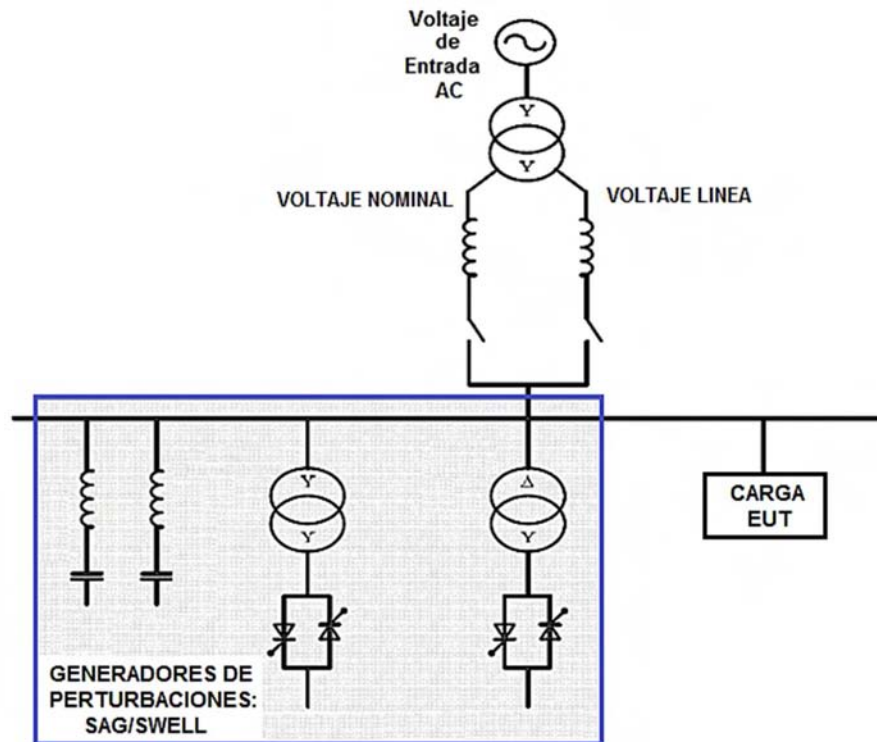 Voltaje
de
Entrada
AC
Y
Y
VOLTAJE NOMINAL
VOLTAJE LINEA
Y
Y
Δ
Y
CARGA
EUT
GENERADORES DE
PERTURBACIONES:
SAG/SWELL